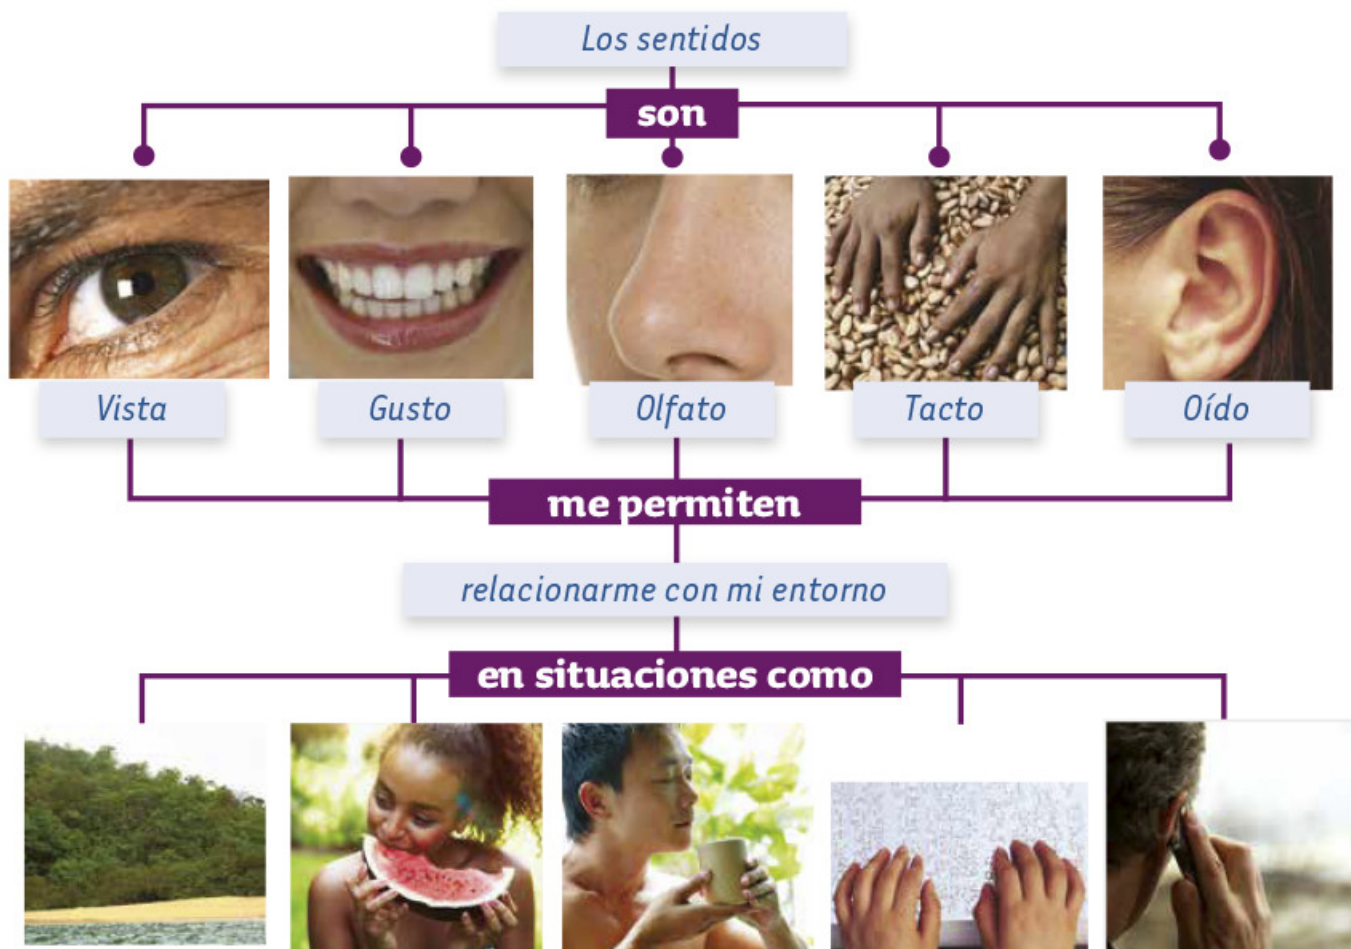 Los sentidos
son
Vista
Gusto
Olfato
Tacto
Oído
me permiten
relacionarme con mi entorno
en situaciones como